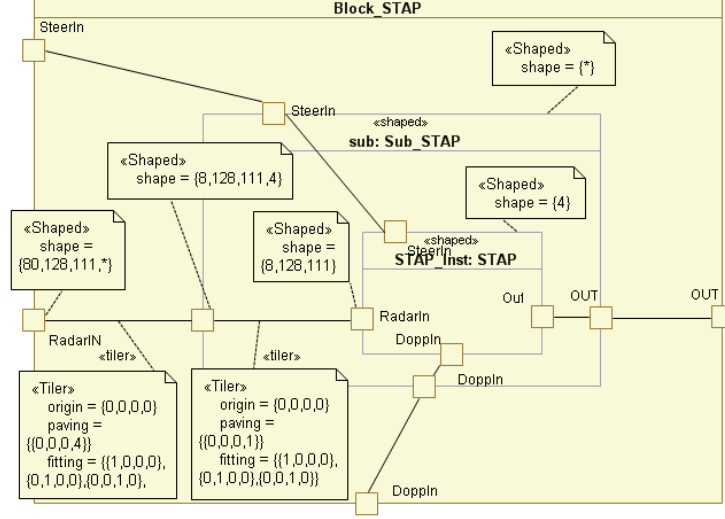 Block_STAP
SteerIn
«Shaped»
shape = {*}
SteerIn
«shaped»
sub: Sub_STAP
«Shaped»
shape = {8,128,111,4}
«Shaped»
shape = {4}
«Shaped»
shape =
{80,128,111,*}
«Shaped»
shape =
{8,128,111}
«shaped»
SteerIn
STAP_Inst: STAP
Out
OUT
OUT
RadarIn
RadarIN
DoppIn
«tiler»
«tiler»
DoppIn
«Tiler»
origin = {0,0,0,0}
paving =
{{0,0,0,4}}
fitting = {{1,0,0,0},
{0,1,0,0},{0,0,1,0},
«Tiler»
origin = {0,0,0,0}
paving =
{{0,0,0,1}}
fitting = {{1,0,0,0},
{0,1,0,0},{0,0,1,0}}
DoppIn